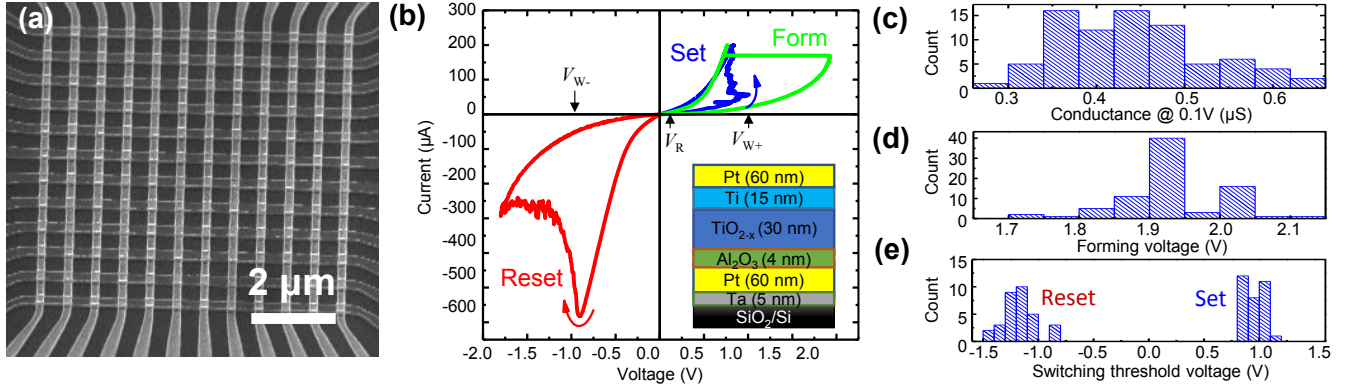 (a)
2 µm
(b)
300
200
100
0
-100
-200
-300
-400
-500
-600
Current (µA)
Set
Form
V_W-
V_R
V_W+
Reset
Pt (60 nm)
Ti (15 nm)
TiO₂₋ₓ (30 nm)
Al₂O₃ (4 nm)
Pt (60 nm)
Ta (5 nm)
SiO₂/Si
-2.0 -1.5 -1.0 -0.5 0.0 0.5 1.0 1.5 2.0
Voltage (V)
(c)
15
10
5
0
Count
0.3 0.4 0.5 0.6
Conductance @ 0.1V (µS)
(d)
40
30
20
10
0
Count
1.7 1.8 1.9 2.0 2.1
Forming voltage (V)
(e)
15
10
5
0
Count
Reset
Set
-1.5 -1.0 -0.5 0.0 0.5 1.0 1.5
Switching threshold voltage (V)